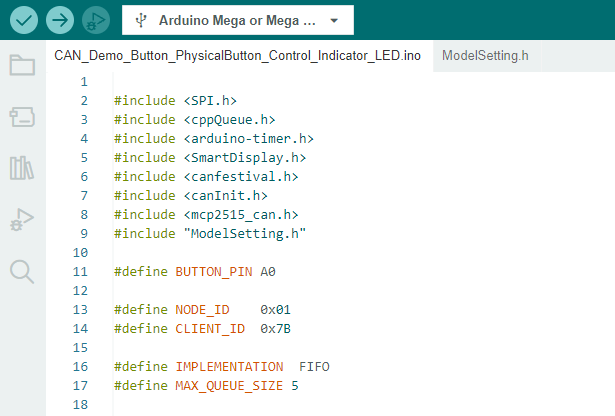 Arduino Mega or Mega ...
CAN_Demo_Button_PhysicalButton_Control_Indicator_LED.ino ModelSetting.h
1
2 #include <SPI.h>
3 #include <cppQueue.h>
4 #include <arduino-timer.h>
5 #include <SmartDisplay.h>
6 #include <canfestival.h>
7 #include <canInit.h>
8 #include <mcp2515_can.h>
9 #include "ModelSetting.h"
10
11 #define BUTTON_PIN A0
12
13 #define NODE_ID    0x01
14 #define CLIENT_ID  0x7B
15
16 #define IMPLEMENTATION  FIFO
17 #define MAX_QUEUE_SIZE 5
18